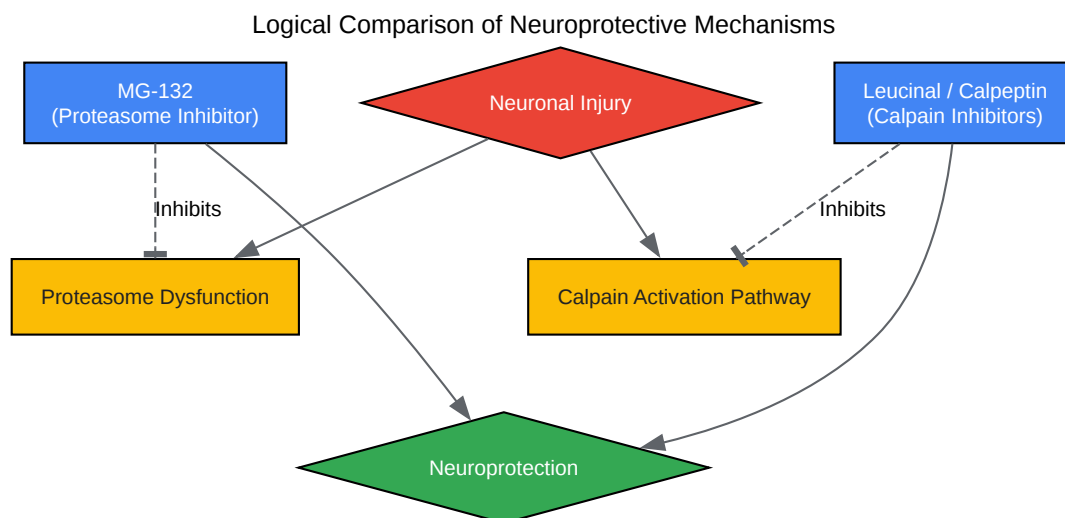 Logical Comparison of Neuroprotective Mechanisms
MG-132
(Proteasome Inhibitor)
Neuronal Injury
Leucinal / Calpeptin
(Calpain Inhibitors)
Inhibits
Inhibits
Proteasome Dysfunction
Calpain Activation Pathway
Neuroprotection